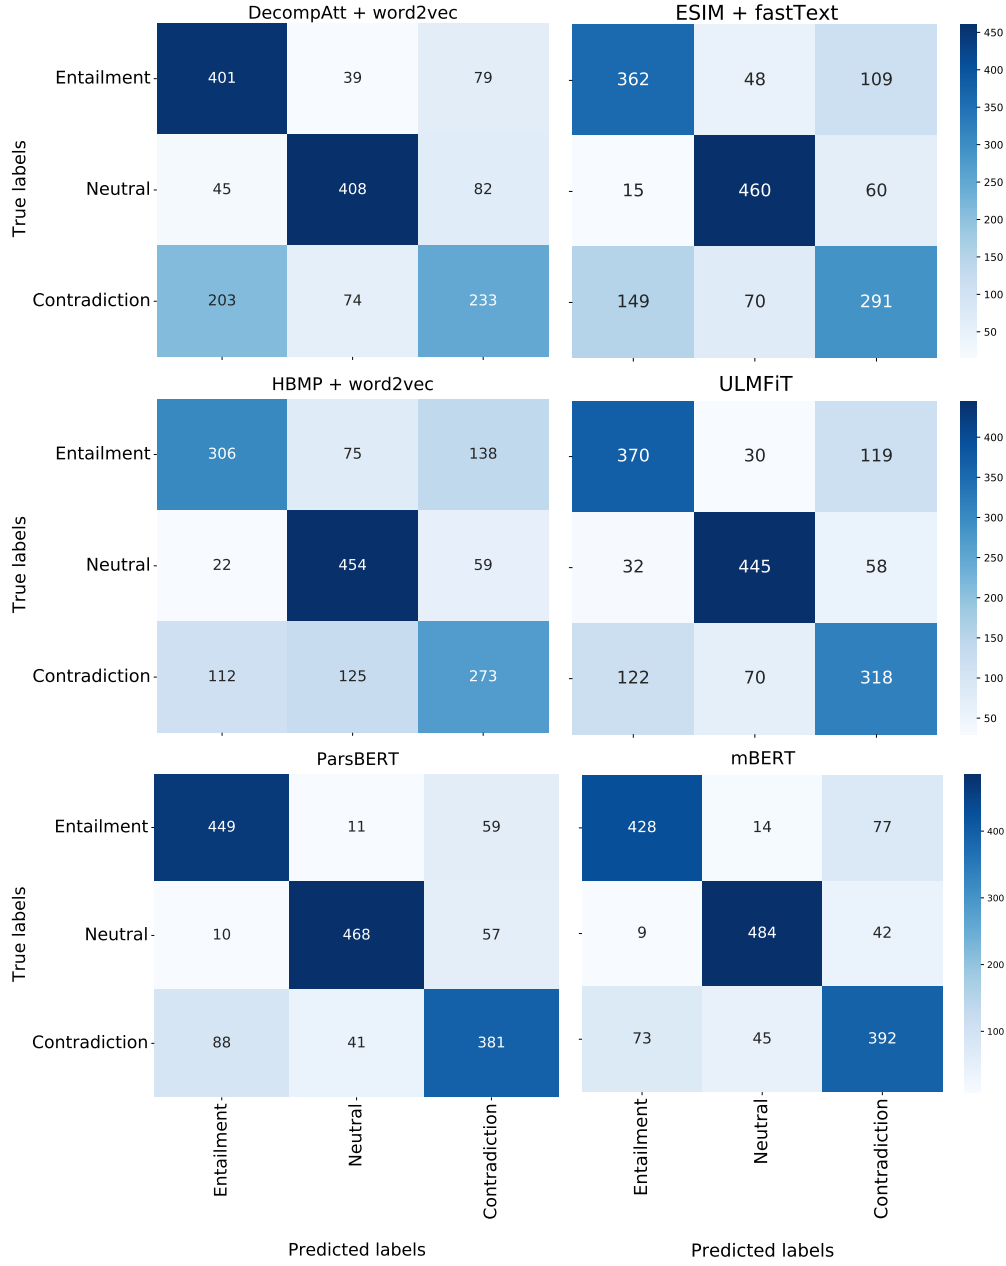 DecompAtt + word2vec
ESIM + fastText
True labels
Entailment
401 39 79
362 48 109
Neutral
45 408 82
15 460 60
Contradiction
203 74 233
149 70 291
450
400
350
300
250
200
150
100
50
HBMP + word2vec
ULMFiT
True labels
Entailment
306 75 138
370 30 119
Neutral
22 454 59
32 445 58
Contradiction
112 125 273
122 70 318
400
350
300
250
200
150
100
50
ParsBERT
mBERT
True labels
Entailment
449 11 59
428 14 77
Neutral
10 468 57
9 484 42
Contradiction
88 41 381
73 45 392
400
300
200
100
Entailment
Neutral
Contradiction
Entailment
Neutral
Contradiction
Predicted labels
Predicted labels